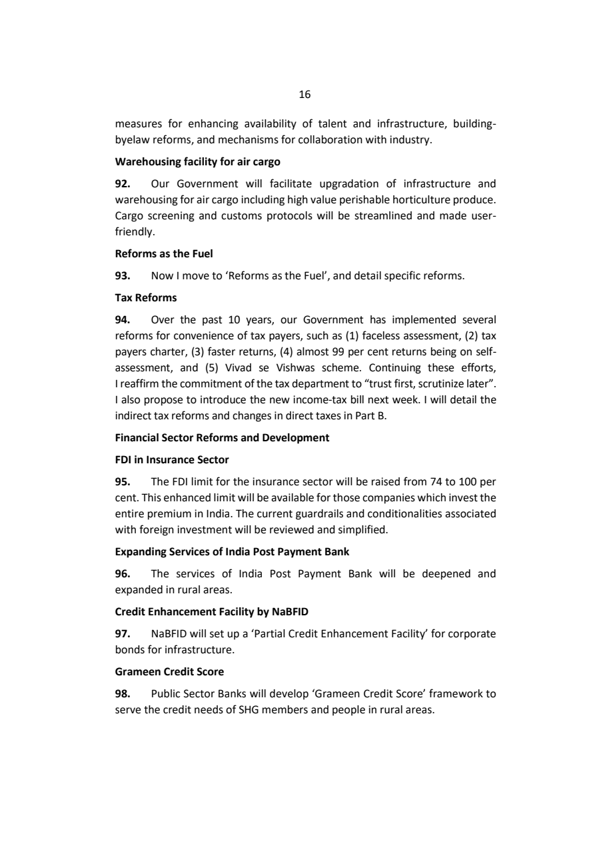 16
measures for enhancing availability of talent and infrastructure, building-
byelaw reforms, and mechanisms for collaboration with industry.
Warehousing facility for air cargo
92. Our Government will facilitate upgradation of infrastructure and
warehousing for air cargo including high value perishable horticulture produce.
Cargo screening and customs protocols will be streamlined and made user-
friendly.
Reforms as the Fuel
93. Now I move to ‘Reforms as the Fuel’, and detail specific reforms.
Tax Reforms
94. Over the past 10 years, our Government has implemented several
reforms for convenience of tax payers, such as (1) faceless assessment, (2) tax
payers charter, (3) faster returns, (4) almost 99 per cent returns being on self-
assessment, and (5) Vivad se Vishwas scheme. Continuing these efforts,
I reaffirm the commitment of the tax department to “trust first, scrutinize later”.
I also propose to introduce the new income-tax bill next week. I will detail the
indirect tax reforms and changes in direct taxes in Part B.
Financial Sector Reforms and Development
FDI in Insurance Sector
95. The FDI limit for the insurance sector will be raised from 74 to 100 per
cent. This enhanced limit will be available for those companies which invest the
entire premium in India. The current guardrails and conditionalities associated
with foreign investment will be reviewed and simplified.
Expanding Services of India Post Payment Bank
96. The services of India Post Payment Bank will be deepened and
expanded in rural areas.
Credit Enhancement Facility by NaBFID
97. NaBFID will set up a ‘Partial Credit Enhancement Facility’ for corporate
bonds for infrastructure.
Grameen Credit Score
98. Public Sector Banks will develop ‘Grameen Credit Score’ framework to
serve the credit needs of SHG members and people in rural areas.